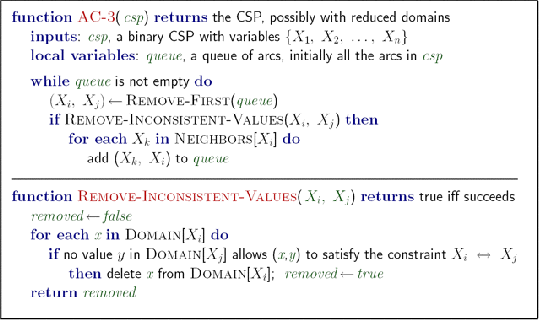 function AC-3( csp) returns the CSP, possibly with reduced domains
inputs: csp, a binary CSP with variables {X1, X2, ..., Xn}
local variables: queue, a queue of arcs, initially all the arcs in csp
while queue is not empty do
(Xi, Xj) ← REMOVE-FIRST(queue)
if REMOVE-INCONSISTENT-VALUES(Xi, Xj) then
for each Xk in NEIGHBORS[Xi] do
add (Xk, Xi) to queue
function REMOVE-INCONSISTENT-VALUES( Xi, Xj) returns true iff succeeds
removed ← false
for each x in DOMAIN[Xi] do
if no value y in DOMAIN[Xj] allows (x,y) to satisfy the constraint Xi ↔ Xj
then delete x from DOMAIN[Xi]; removed ← true
return removed